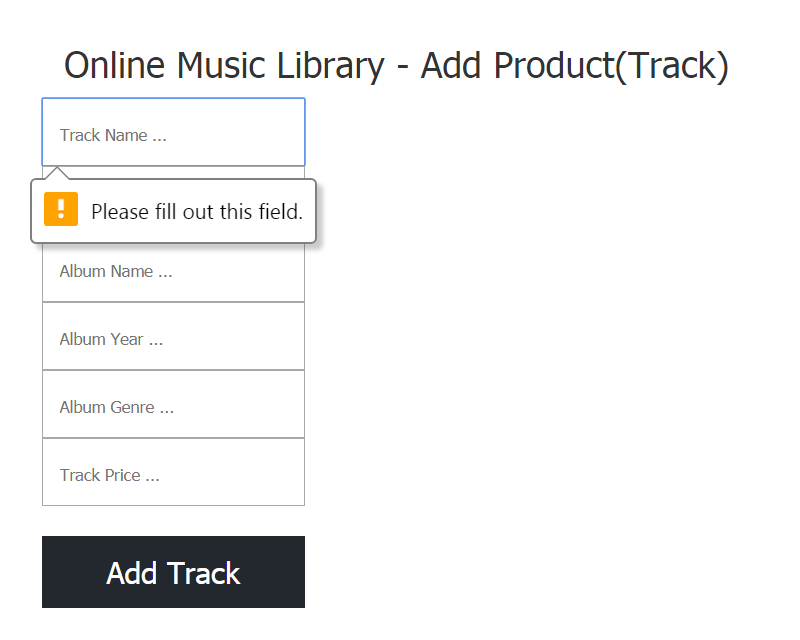 Online Music Library - Add Product(Track)
Track Name ...
Please fill out this field.
Album Name ...
Album Year ...
Album Genre ...
Track Price ...
Add Track